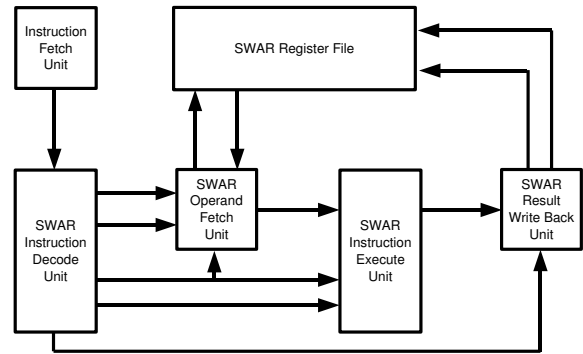 Instruction
Fetch
Unit
SWAR Register File
SWAR
Instruction
Decode
Unit
SWAR
Operand
Fetch
Unit
SWAR
Instruction
Execute
Unit
SWAR
Result
Write Back
Unit